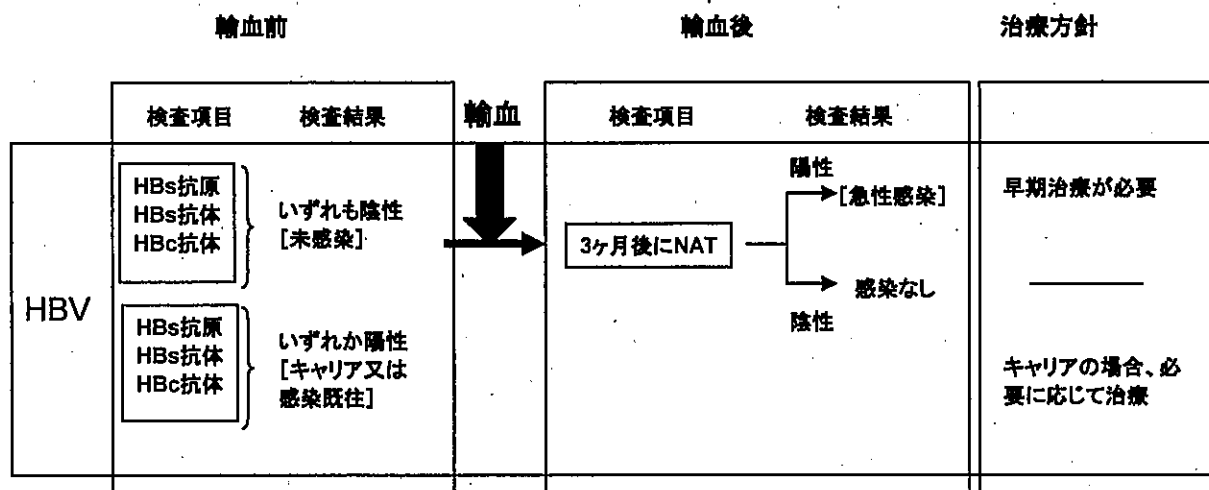 輸血前 輸血後 治療方針
検査項目 検査結果 輸血 検査項目 検査結果
HBV
HBs抗原
HBs抗体
HBc抗体
いずれも陰性
[未感染]
3ヶ月後にNAT
陽性
[急性感染]
感染なし
陰性
早期治療が必要
HBs抗原
HBs抗体
HBc抗体
いずれか陽性
[キャリア又は
感染既往]
キャリアの場合、必
要に応じて治療